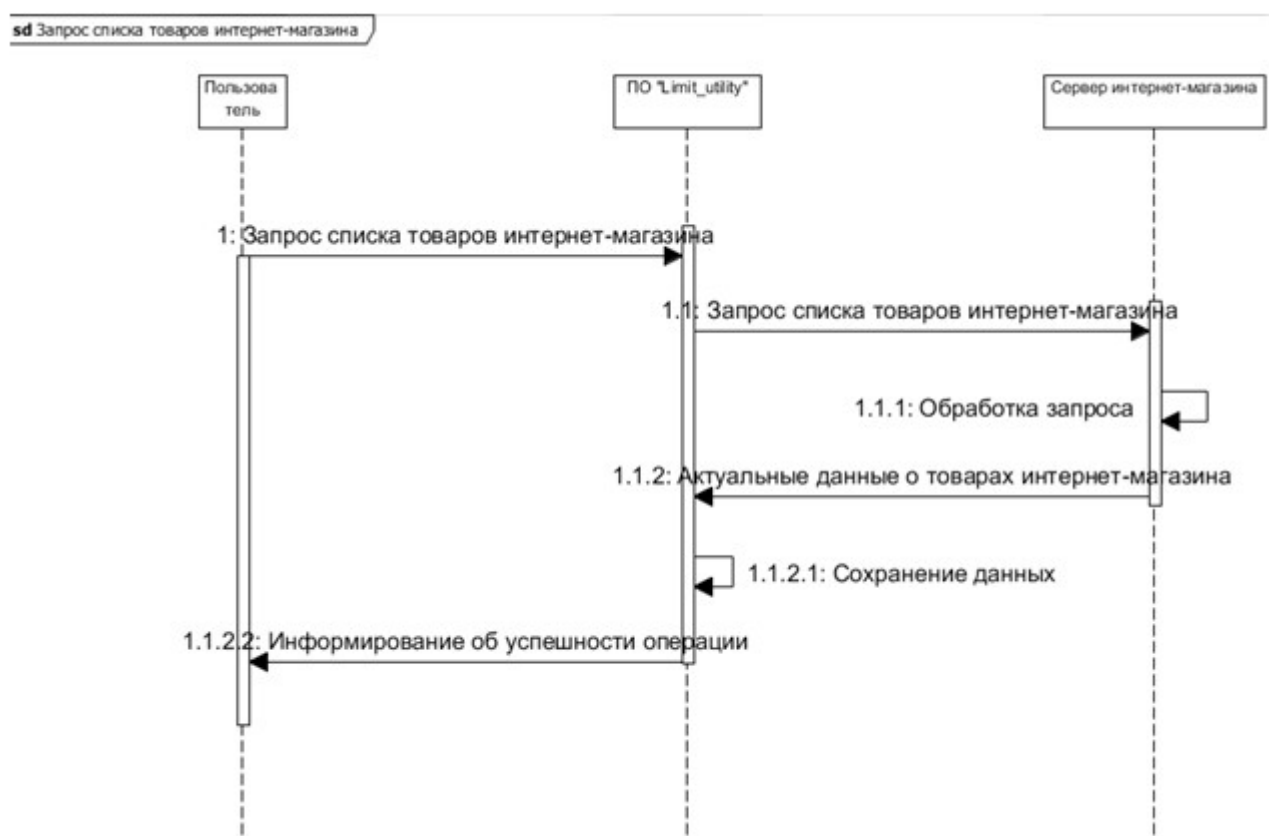 sd Запрос списка товаров интернет-магазина
Пользова
тель
ПО "Limit_utility"
Сервер интернет-магазина
1: Запрос списка товаров интернет-магазина
1.1: Запрос списка товаров интернет-магазина
1.1.1: Обработка запроса
1.1.2: Актуальные данные о товарах интернет-магазина
1.1.2.1: Сохранение данных
1.1.2.2: Информирование об успешности операции